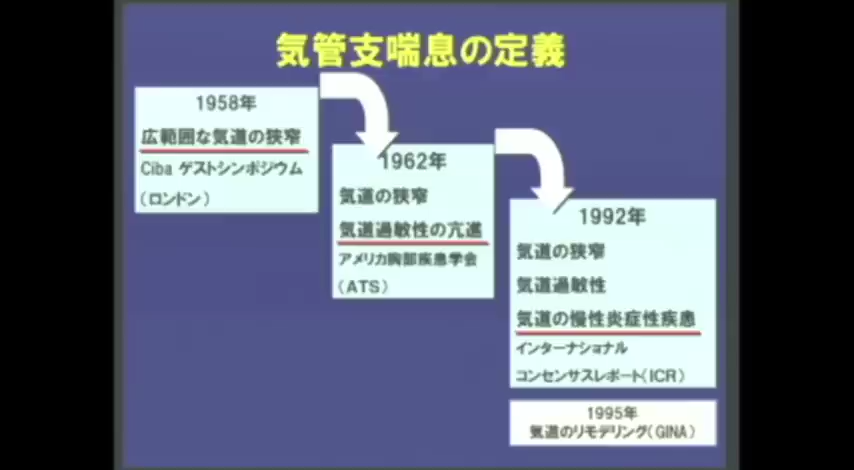 気管支喘息の定義
1958年
広範囲な気道の狭窄
Ciba ゲストシンポジウム
(ロンドン)
1962年
気道の狭窄
気道過敏性の亢進
アメリカ胸部疾患学会
(ATS)
1992年
気道の狭窄
気道過敏性
気道の慢性炎症性疾患
インターナショナル
コンセンサスレポート(ICR)
1995年
気道のリモデリング(GINA)